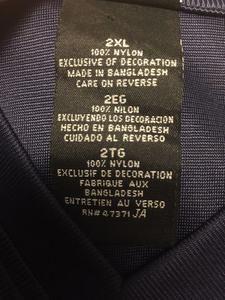 2XL
100% NYLON
EXCLUSIVE OF DECORATION
MADE IN BANGLADESH
CARE ON REVERSE
2EG
100% NILON
EXCLUYENDO LOS DECORACION
HECHO EN BANGLADESH
CUIDADO AL REVERSO
2TG
100% NYLON
EXCLUSIF DE DECORATION
FABRIQUE AUX
BANGLADESH
ENTRETIEN AU VERSO
RN# 47371 JA